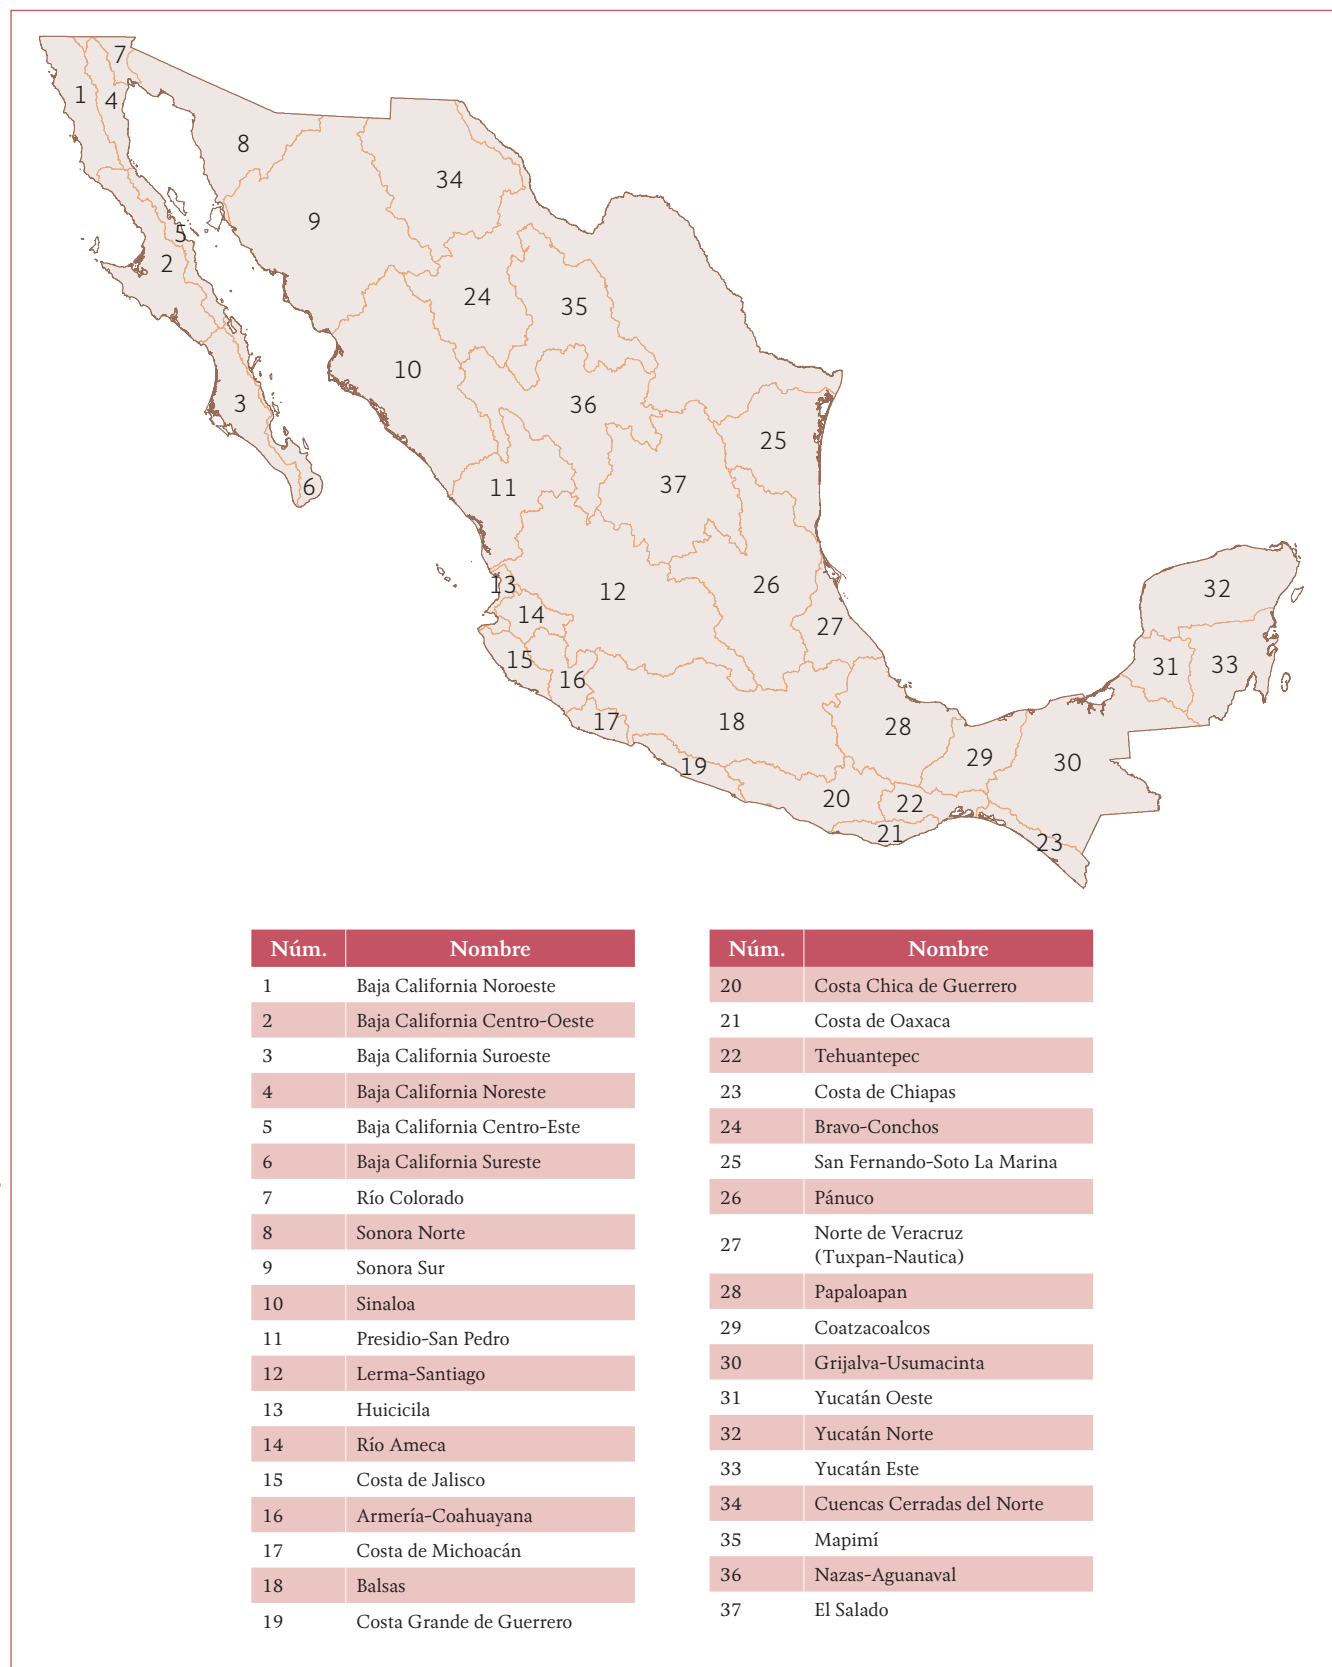 7
1
4
8
34
9
5
2
24
35
10
36
3
25
6
11
37
13
12
26
32
14
27
15
31
33
16
17
18
28
29
30
19
20
22
21
23
Núm. Nombre
1 Baja California Noroeste
2 Baja California Centro-Oeste
3 Baja California Suroeste
4 Baja California Noreste
5 Baja California Centro-Este
6 Baja California Sureste
7 Río Colorado
8 Sonora Norte
9 Sonora Sur
10 Sinaloa
11 Presidio-San Pedro
12 Lerma-Santiago
13 Huicicila
14 Río Ameca
15 Costa de Jalisco
16 Armería-Coahuayana
17 Costa de Michoacán
18 Balsas
19 Costa Grande de Guerrero
Núm. Nombre
20 Costa Chica de Guerrero
21 Costa de Oaxaca
22 Tehuantepec
23 Costa de Chiapas
24 Bravo-Conchos
25 San Fernando-Soto La Marina
26 Pánuco
27 Norte de Veracruz
(Tuxpan-Nautica)
28 Papaloapan
29 Coatzacoalcos
30 Grijalva-Usumacinta
31 Yucatán Oeste
32 Yucatán Norte
33 Yucatán Este
34 Cuencas Cerradas del Norte
35 Mapimí
36 Nazas-Aguanaval
37 El Salado